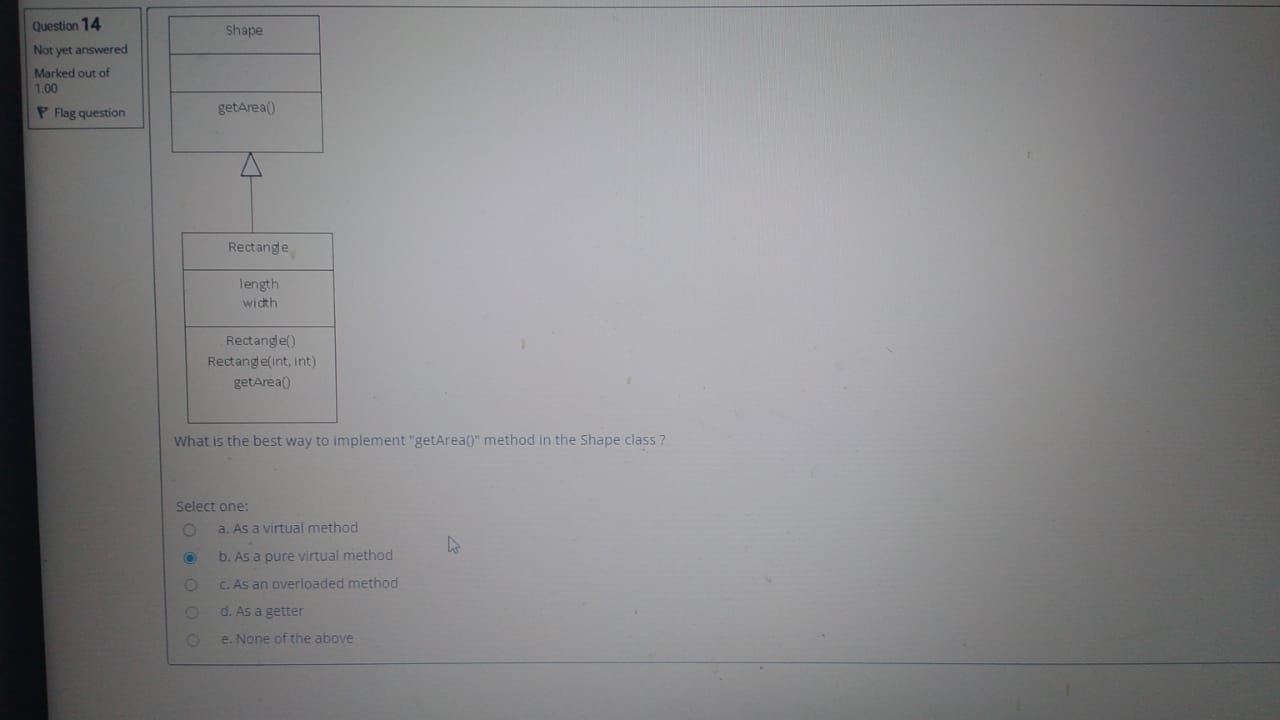 Question 14
Not yet answered
Marked out of
1.00
Flag question
Shape
getArea()
Rectangle
length
width
Rectangle()
Rectangle(int, int)
getArea()
What is the best way to implement "getArea()" method in the Shape class ?
Select one:
a. As a virtual method
b. As a pure virtual method
c. As an overloaded method
d. As a getter
e. None of the above